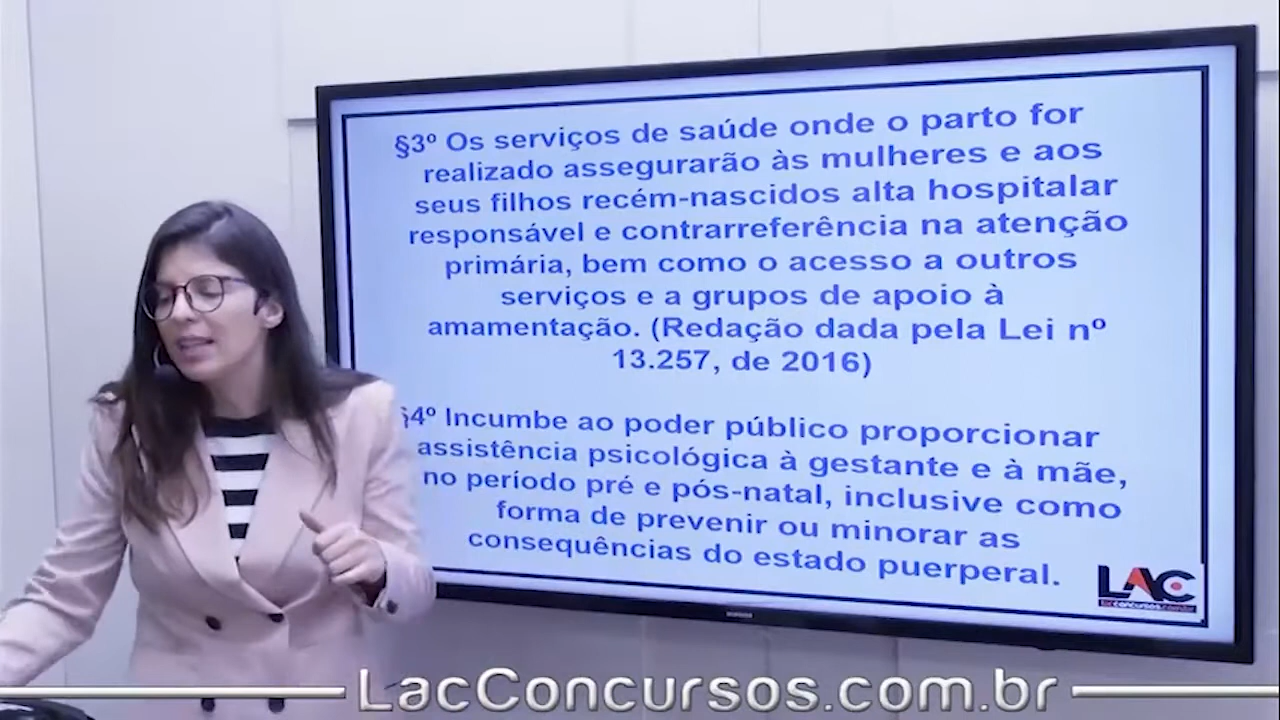 §3º Os serviços de saúde onde o parto for
realizado assegurarão às mulheres e aos
seus filhos recém-nascidos alta hospitalar
responsável e contrarreferência na atenção
primária, bem como o acesso a outros
serviços e a grupos de apoio à
amamentação. (Redação dada pela Lei nº
13.257, de 2016)
§4º Incumbe ao poder público proporcionar
assistência psicológica à gestante e à mãe,
no período pré e pós-natal, inclusive como
forma de prevenir ou minorar as
consequências do estado puerperal.
LAC
LacConcursos.com.br